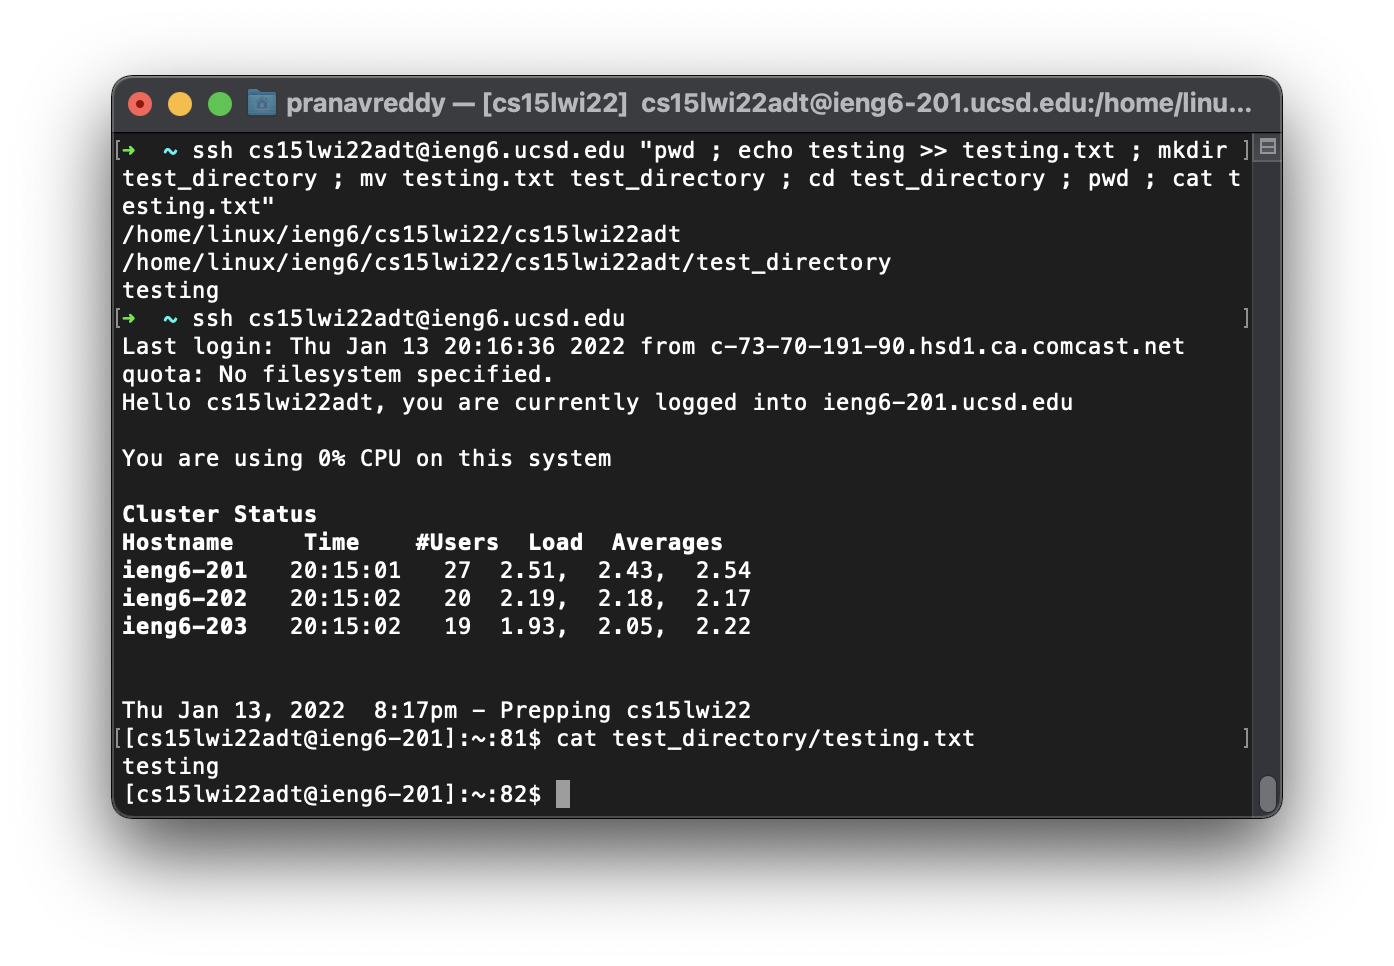 pranavreddy — [cs15lwi22] cs15lwi22adt@ieng6-201.ucsd.edu:/home/linu...
[➜  ~ ssh cs15lwi22adt@ieng6.ucsd.edu "pwd ; echo testing >> testing.txt ; mkdir ]
test_directory ; mv testing.txt test_directory ; cd test_directory ; pwd ; cat t
esting.txt"
/home/linux/ieng6/cs15lwi22/cs15lwi22adt
/home/linux/ieng6/cs15lwi22/cs15lwi22adt/test_directory
testing
[➜  ~ ssh cs15lwi22adt@ieng6.ucsd.edu ]
Last login: Thu Jan 13 20:16:36 2022 from c-73-70-191-90.hsd1.ca.comcast.net
quota: No filesystem specified.
Hello cs15lwi22adt, you are currently logged into ieng6-201.ucsd.edu
You are using 0% CPU on this system
Cluster Status
Hostname     Time    #Users  Load  Averages
ieng6-201   20:15:01   27  2.51,  2.43,  2.54
ieng6-202   20:15:02   20  2.19,  2.18,  2.17
ieng6-203   20:15:02   19  1.93,  2.05,  2.22
Thu Jan 13, 2022  8:17pm - Prepping cs15lwi22
[[cs15lwi22adt@ieng6-201]:~:81$ cat test_directory/testing.txt ]
testing
[cs15lwi22adt@ieng6-201]:~:82$